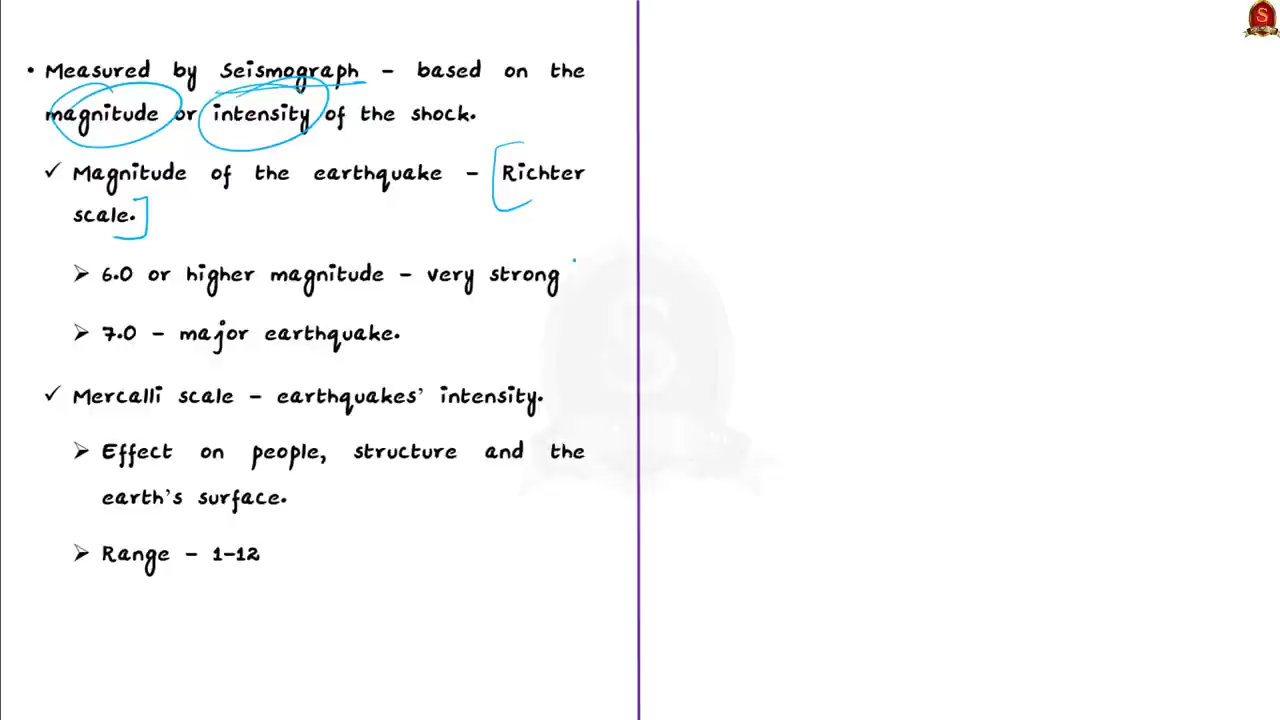 • Measured by Seismograph – based on the
magnitude or intensity of the shock.
✓ Magnitude of the earthquake – Richter
scale.
➢ 6.0 or higher magnitude – very strong
➢ 7.0 – major earthquake.
✓ Mercalli scale – earthquakes' intensity.
➢ Effect on people, structure and the
earth's surface.
➢ Range – 1-12
S
S